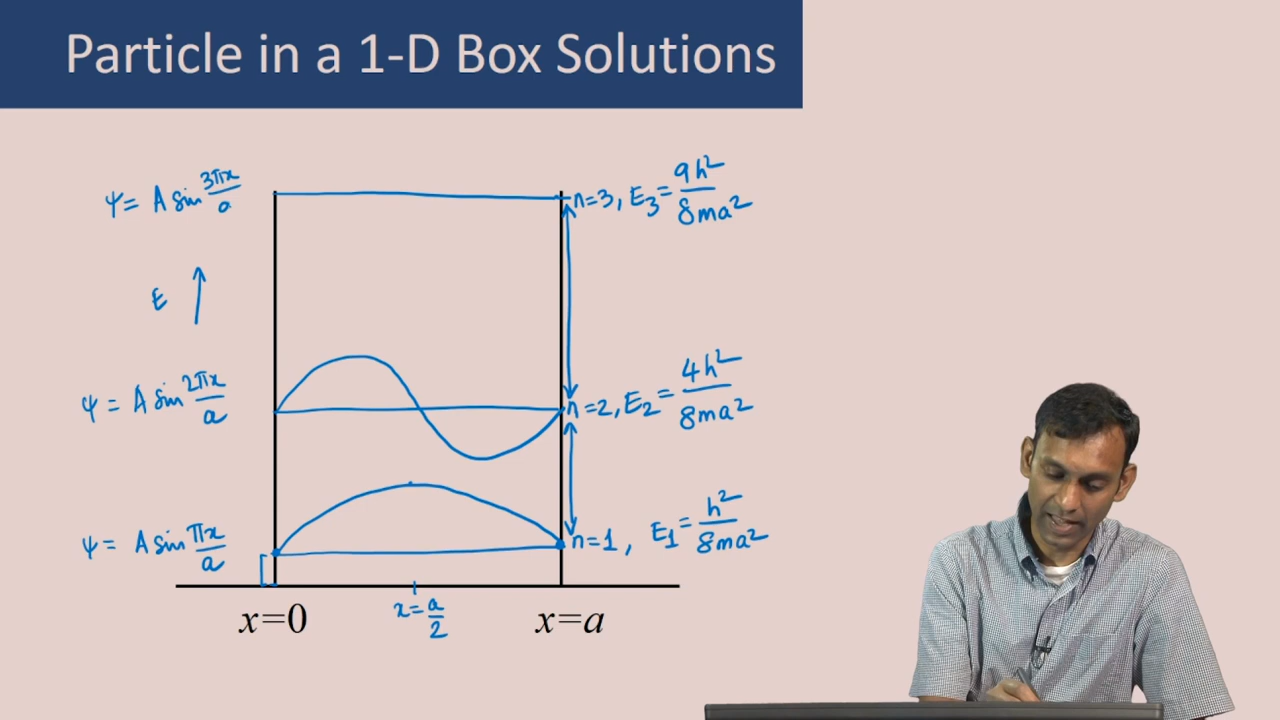 Particle in a 1-D Box Solutions
ψ = A sin 3πx/a
n=3, E₃ = 9h²/8ma²
E ↑
ψ = A sin 2πx/a
n=2, E₂ = 4h²/8ma²
ψ = A sin πx/a
n=1, E₁ = h²/8ma²
x=0
x=a/2
x=a